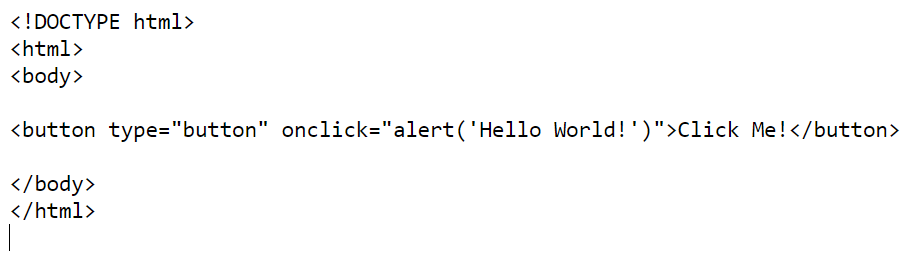 <!DOCTYPE html>
<html>
<body>
<button type="button" onclick="alert('Hello World!')">Click Me!</button>
</body>
</html>